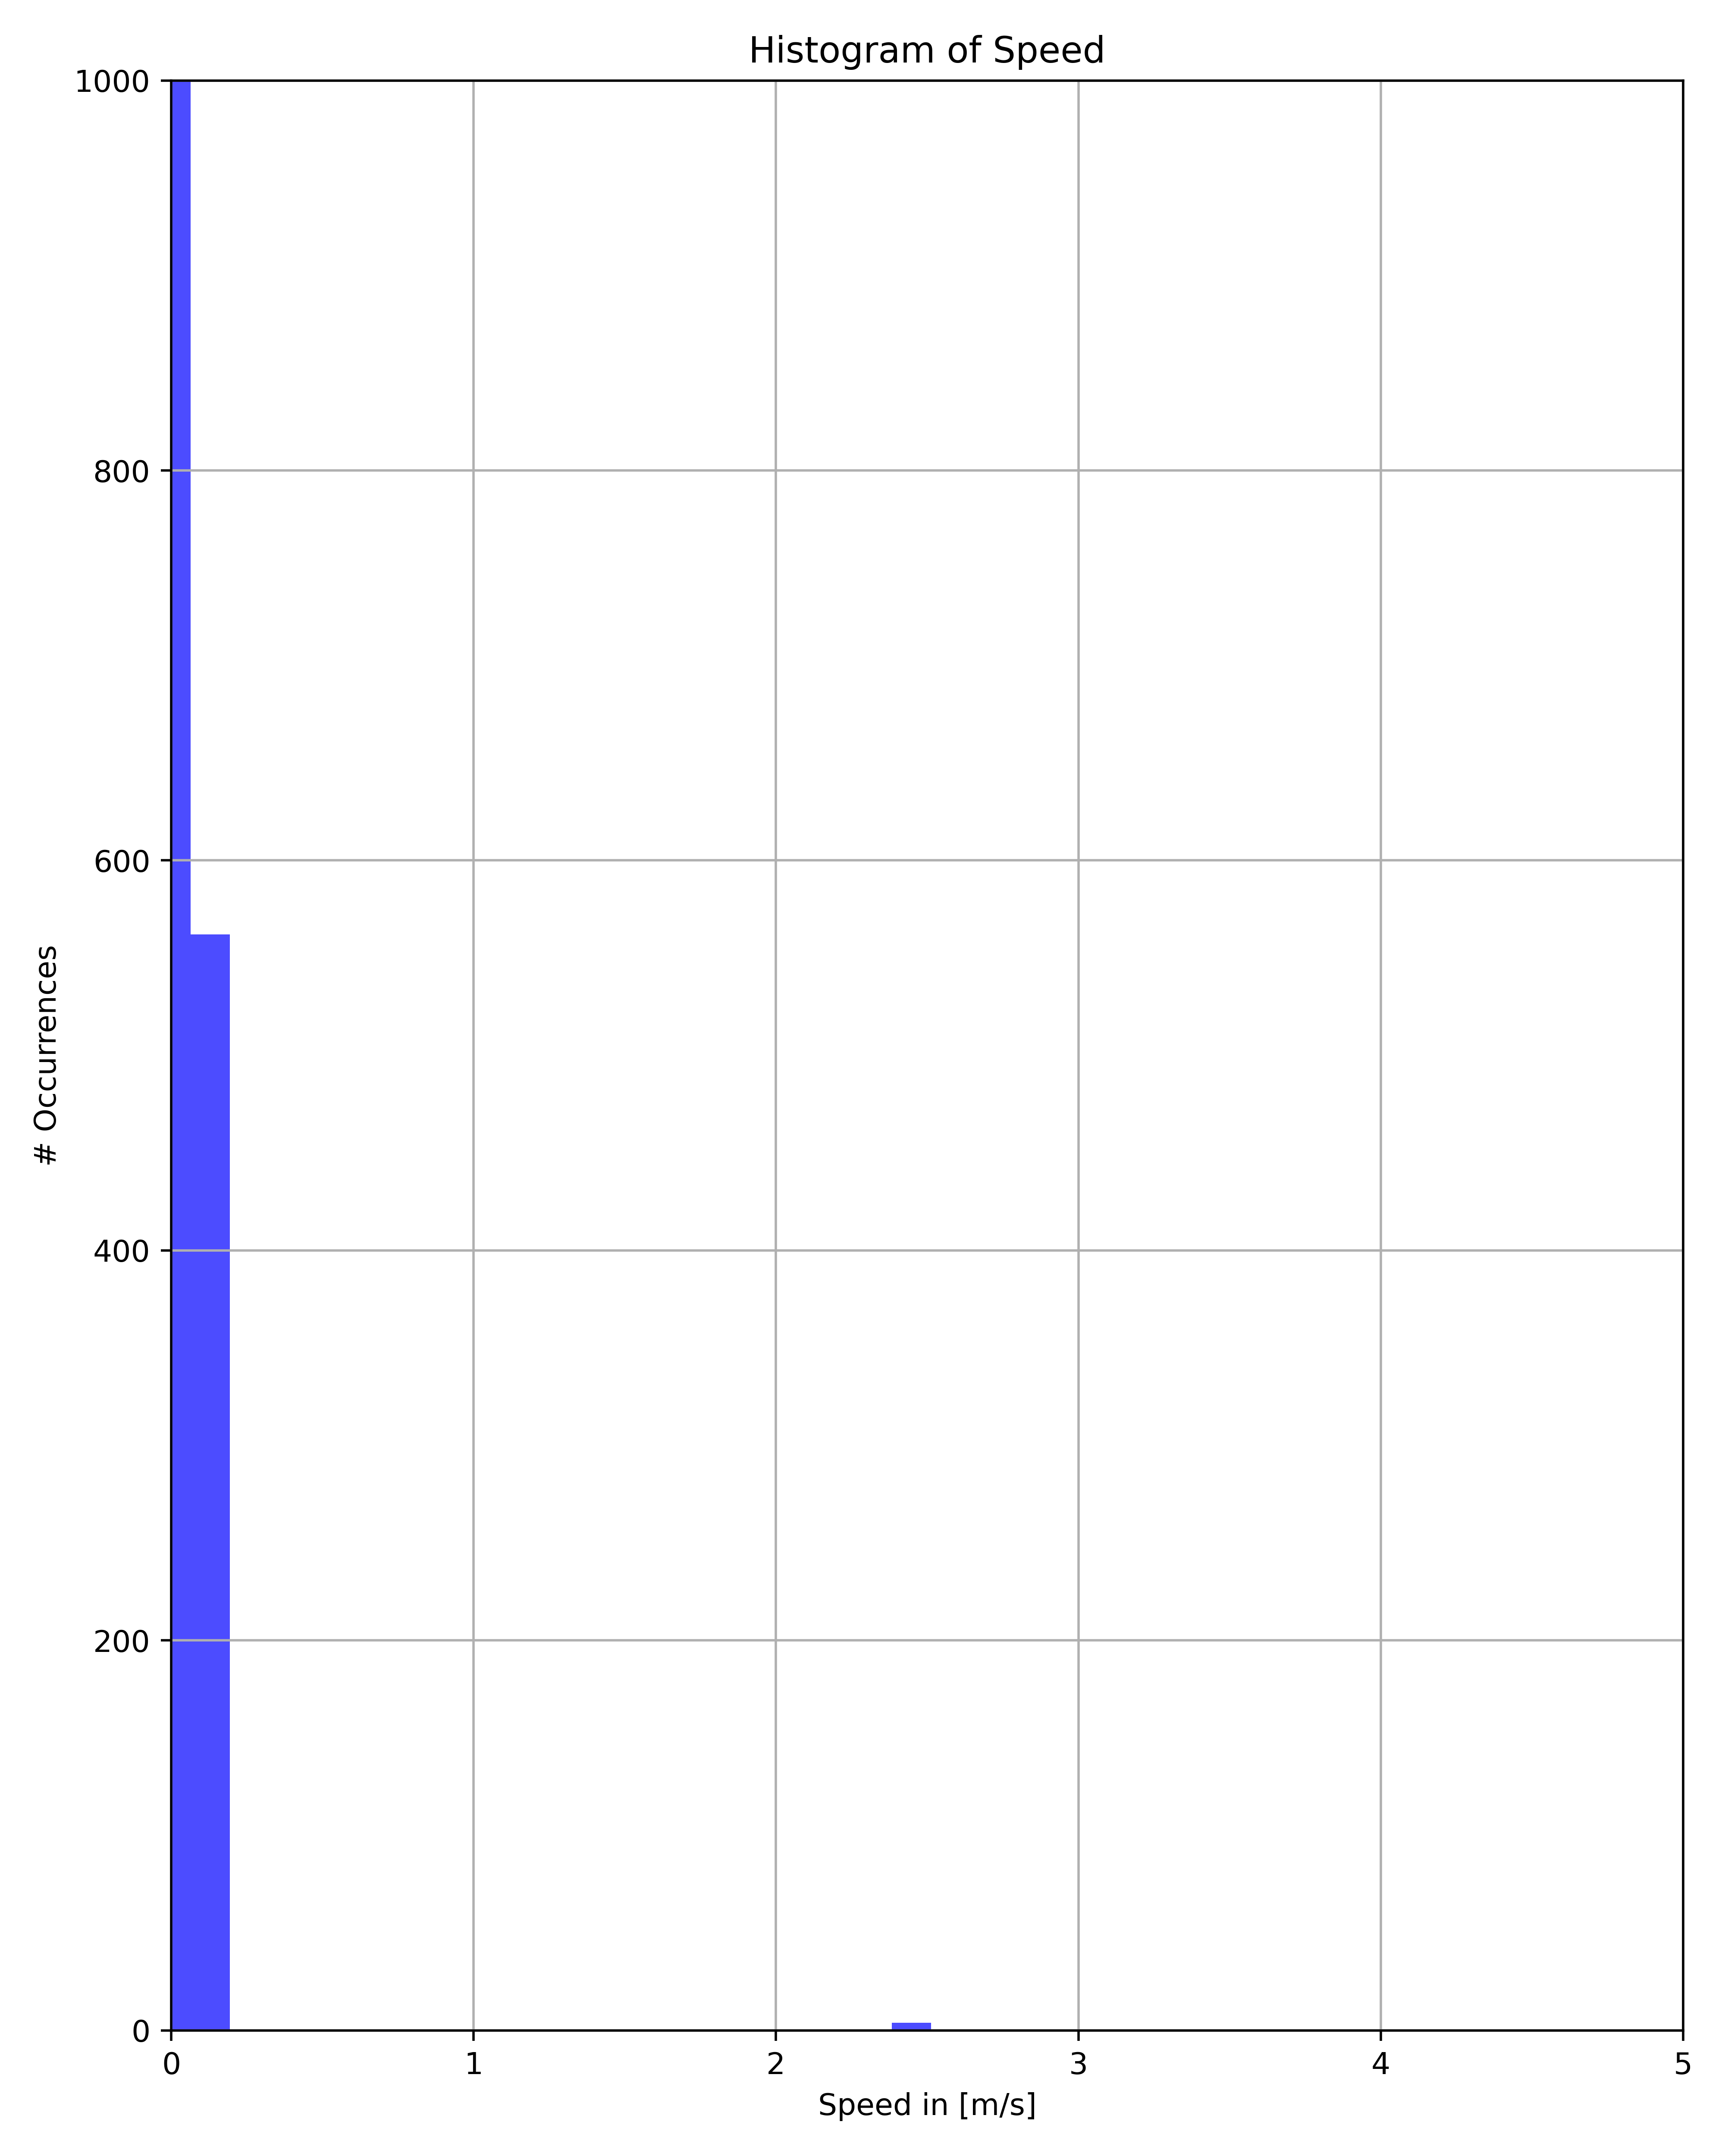 Histogram of Speed
1000
800
600
400
200
0
# Occurrences
0 1 2 3 4 5
Speed in [m/s]